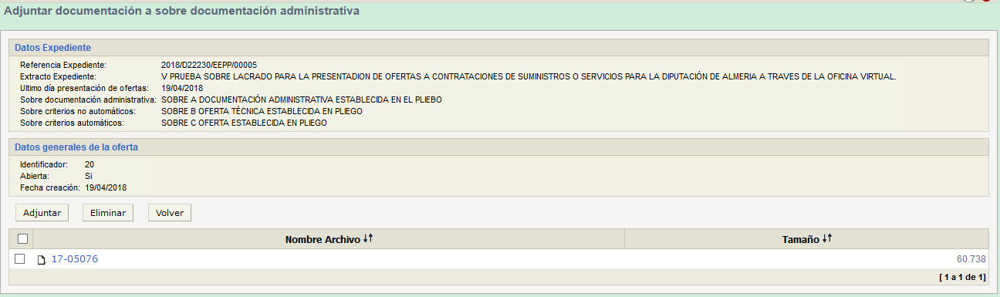 Adjuntar documentación a sobre documentación administrativa
Datos Expediente
Referencia Expediente: 2018/D22230/EEPP/00005
Extracto Expediente: V PRUEBA SOBRE LACRADO PARA LA PRESENTADION DE OFERTAS A CONTRATACIONES DE SUMINISTROS O SERVICIOS PARA LA DIPUTACIÓN DE ALMERIA A TRAVES DE LA OFICINA VIRTUAL.
Ultimo día presentación de ofertas: 19/04/2018
Sobre documentación administrativa: SOBRE A DOCUMENTACIÓN ADMINISTRATIVA ESTABLECIDA EN EL PLIEBO
Sobre criterios no automáticos: SOBRE B OFERTA TÉCNICA ESTABLECIDA EN PLIEGO
Sobre criterios automáticos: SOBRE C OFERTA ESTABLECIDA EN PLIEGO
Datos generales de la oferta
Identificador: 20
Abierta: Si
Fecha creación: 19/04/2018
Adjuntar Eliminar Volver
Nombre Archivo Tamaño
17-05076 60.738
[ 1 a 1 de 1]